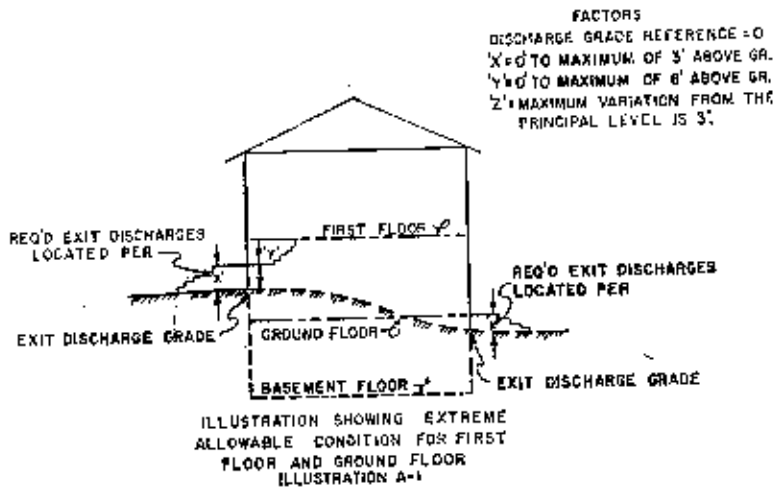 FACTORS
DISCHARGE GRADE REFERENCE = 0
'X'=0' TO MAXIMUM OF 3' ABOVE GR.
'Y'=0' TO MAXIMUM OF 6' ABOVE GR.
'Z'=MAXIMUM VARIATION FROM THE
PRINCIPAL LEVEL IS 3'.
FIRST FLOOR
'Y'
REQ'D EXIT DISCHARGES
LOCATED PER
X
REQ'D EXIT DISCHARGES
LOCATED PER
EXIT DISCHARGE GRADE
GROUND FLOOR
EXIT DISCHARGE GRADE
BASEMENT FLOOR
ILLUSTRATION SHOWING EXTREME
ALLOWABLE CONDITION FOR FIRST
FLOOR AND GROUND FLOOR
ILLUSTRATION A-1